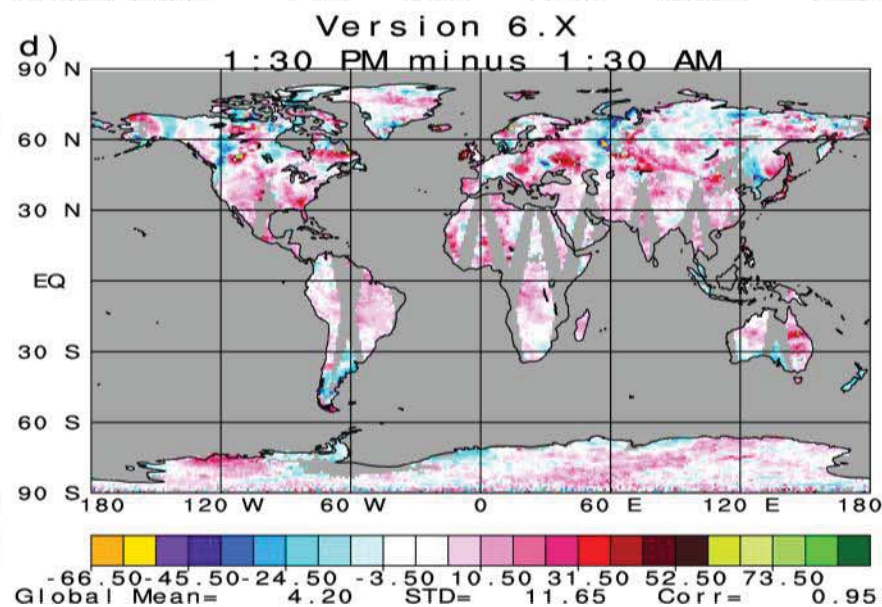 Version 6.X
d)
1:30 PM minus 1:30 AM
90 N
60 N
30 N
EQ
30 S
60 S
90 S
180 120 W 60 W 0 60 E 120 E 180
-66.50 -45.50 -24.50 -3.50 10.50 31.50 52.50 73.50
Global Mean= 4.20 STD= 11.65 Corr= 0.95